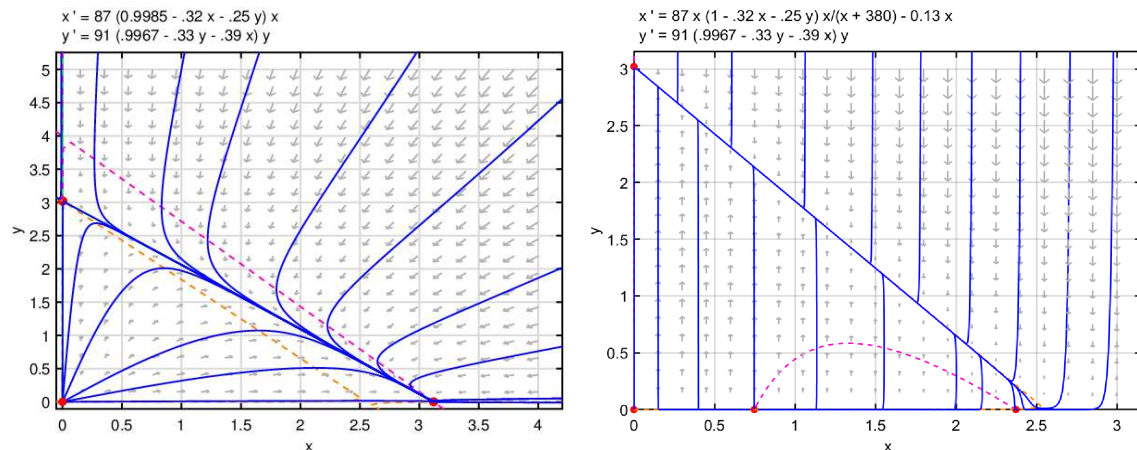 x ' = 87 (0.9985 - .32 x - .25 y) x
y ' = 91 (.9967 - .33 y - .39 x) y
5
4.5
4
3.5
3
2.5
2
1.5
1
0.5
0
y
0 0.5 1 1.5 2 2.5 3 3.5 4
x
x ' = 87 x (1 - .32 x - .25 y) x/(x + 380) - 0.13 x
y ' = 91 (.9967 - .33 y - .39 x) y
3
2.5
2
1.5
1
0.5
0
y
0 0.5 1 1.5 2 2.5 3
x